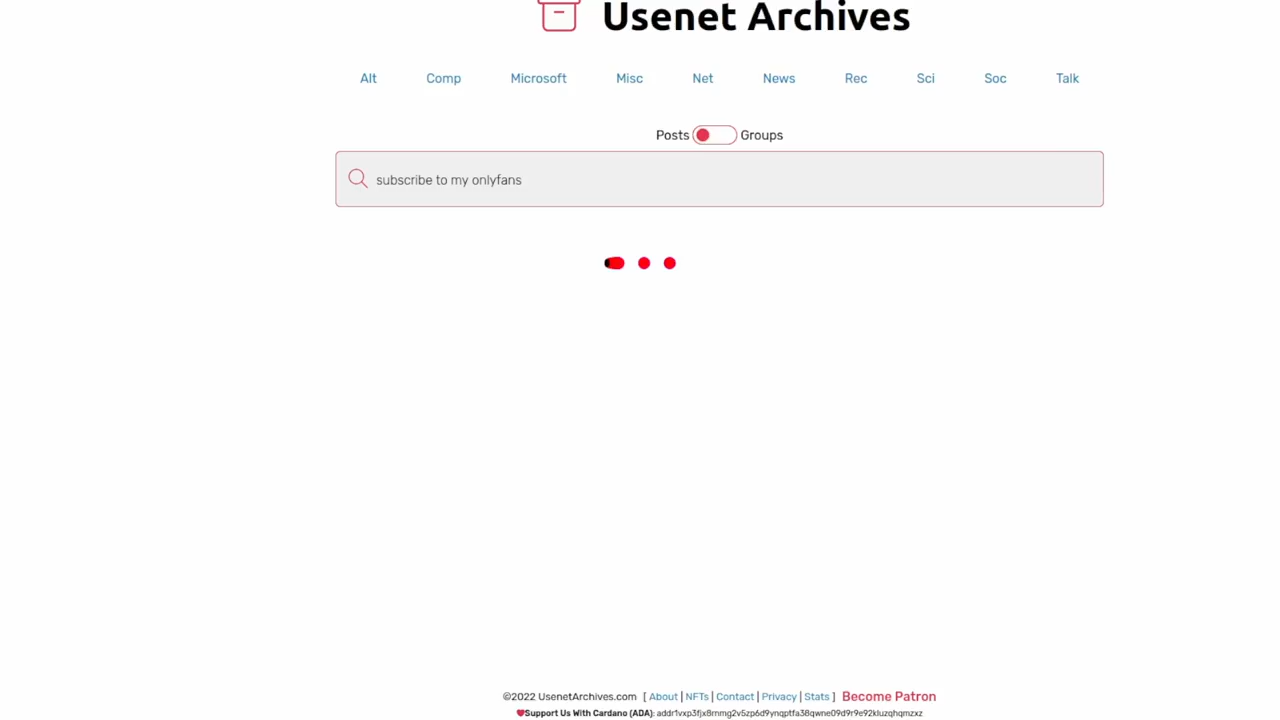 Usenet Archives
Alt Comp Microsoft Misc Net News Rec Sci Soc Talk
Posts Groups
subscribe to my onlyfans
©2022 UsenetArchives.com [ About | NFTs | Contact | Privacy | Stats ] Become Patron
Support Us With Cardano (ADA): addr1vxp3fjx8rnmg2v5zp6d9ynqptfa38qwne09d9r9e92kluzqhqmzxz